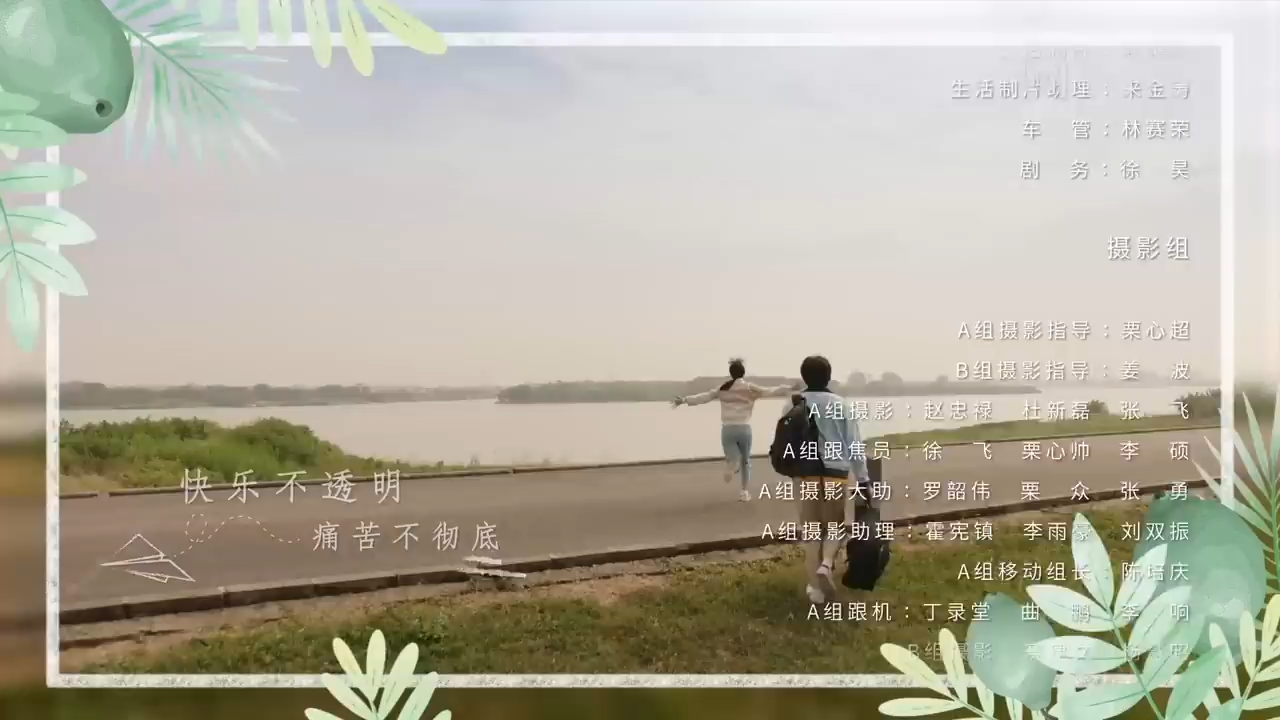 生活制片助理：来金涛
车　管：林赛荣
剧　务：徐　昊
摄影组
A组摄影指导：栗心超
B组摄影指导：姜　波
A组摄影：赵忠禄　杜新磊　张　飞
A组跟焦员：徐　飞　栗心帅　李　硕
A组摄影大助：罗韶伟　栗　众　张　勇
A组摄影助理：霍宪镇　李雨豪　刘双振
A组移动组长：陈培庆
A组跟机：丁录堂　曲　鹏　李　响
B组摄影
快乐不透明
痛苦不彻底